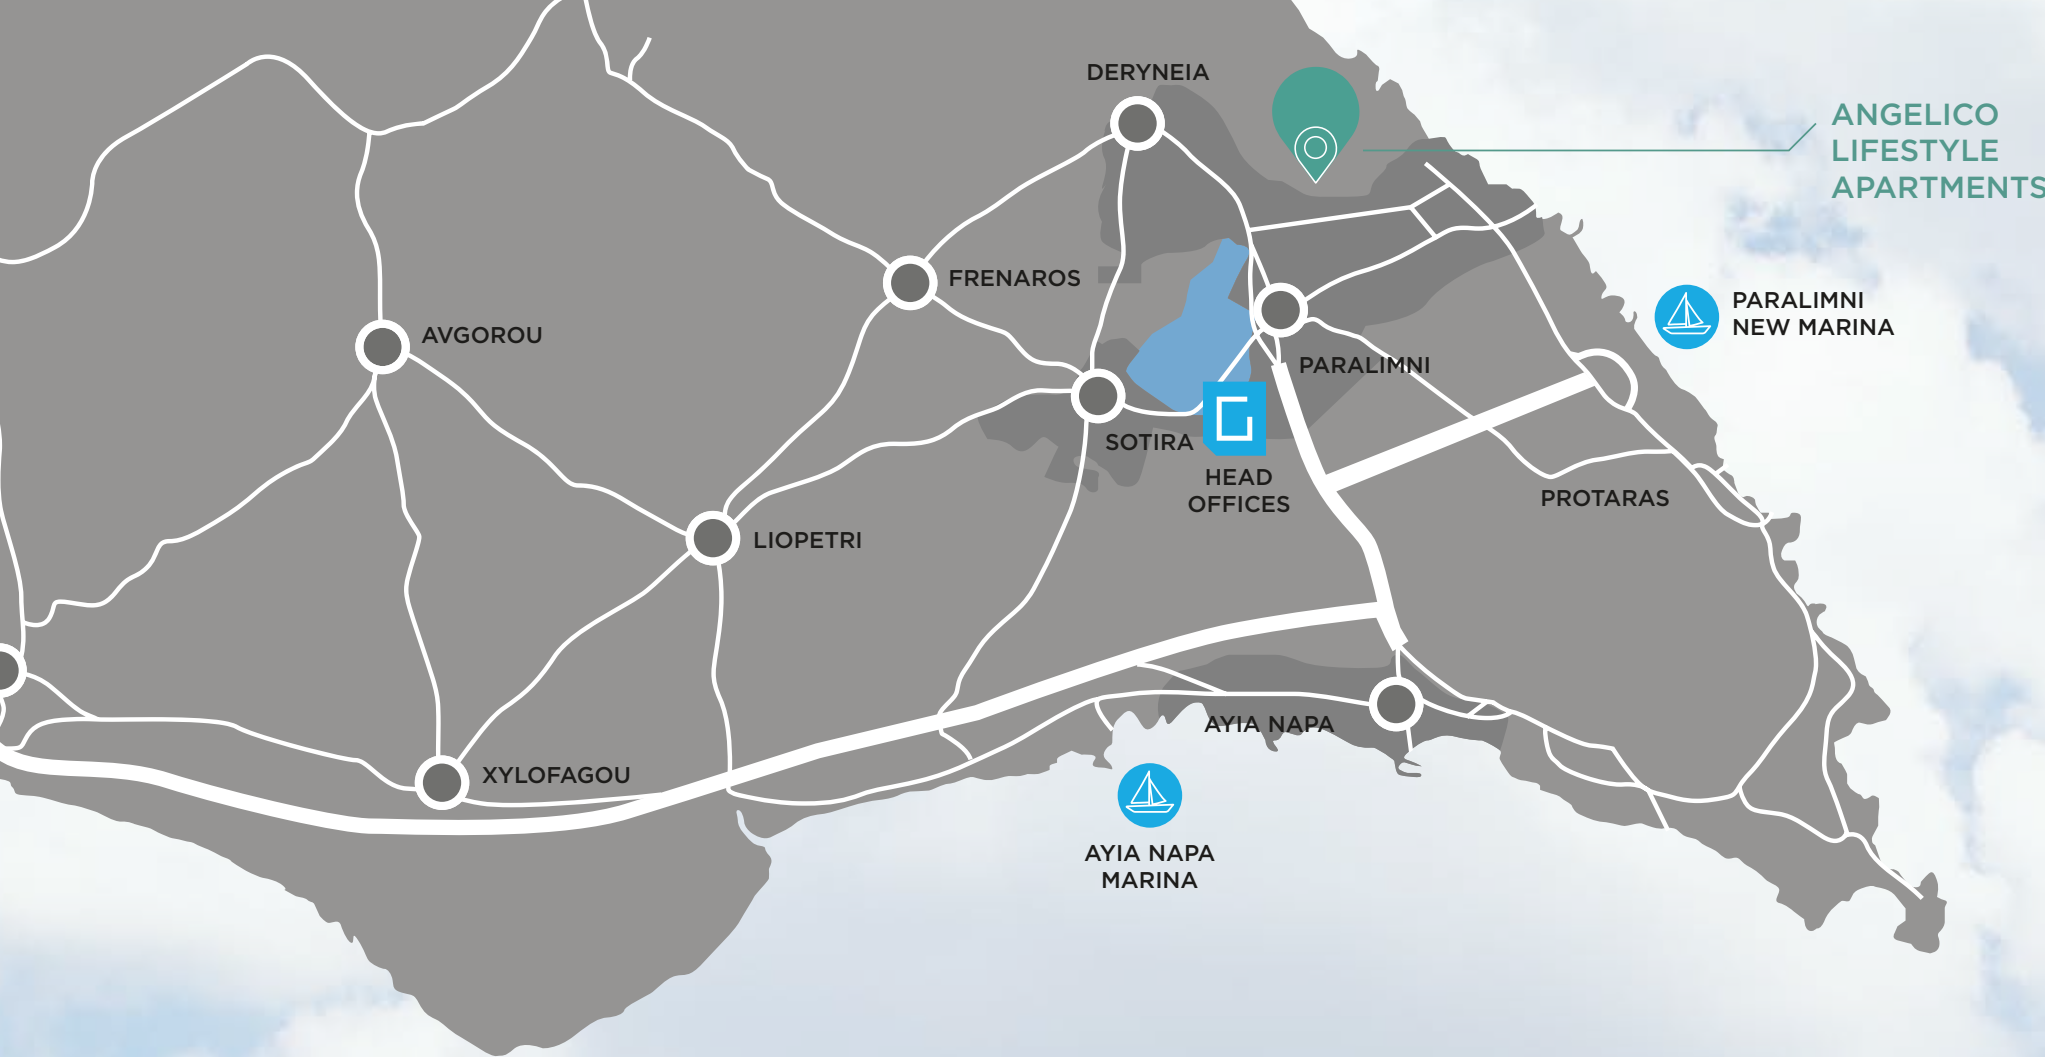 DERYNEIA
ANGELICO
LIFESTYLE
APARTMENTS
FRENAROS
PARALIMNI
NEW MARINA
AVGOROU
PARALIMNI
SOTIRA
HEAD
OFFICES
PROTARAS
LIOPETRI
AYIA NAPA
XYLOFAGOU
AYIA NAPA
MARINA